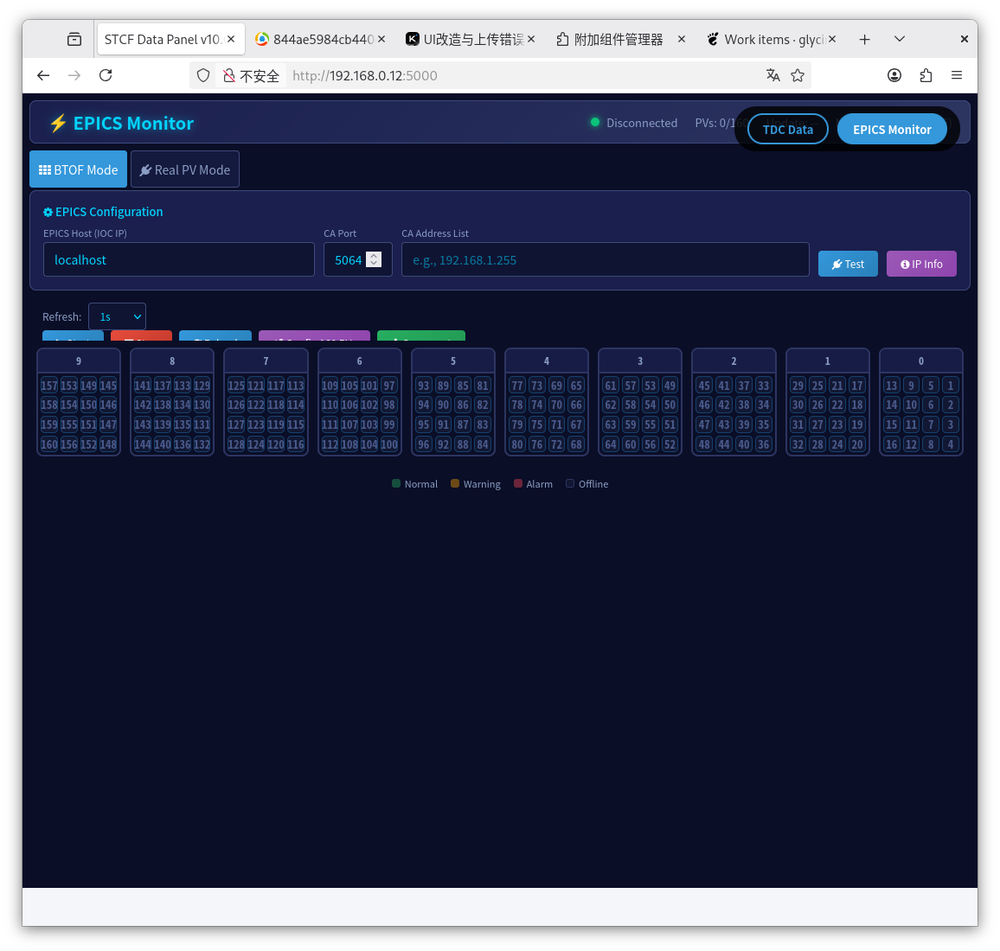 STCF Data Panel v10.
844ae5984cb440
UI改造与上传错误
附加组件管理器
Work items · glyci
不安全
http://192.168.0.12:5000
EPICS Monitor
Disconnected
PVs: 0/160
TDC Data
EPICS Monitor
BTOF Mode
Real PV Mode
EPICS Configuration
EPICS Host (IOC IP)
CA Port
CA Address List
localhost
5064
e.g., 192.168.1.255
Test
IP Info
Refresh:
1s
9 8 7 6 5 4 3 2 1 0
157 153 149 145 141 137 133 129 125 121 117 113 109 105 101 97 93 89 85 81 77 73 69 65 61 57 53 49 45 41 37 33 29 25 21 17 13 9 5 1
158 154 150 146 142 138 134 130 126 122 118 114 110 106 102 98 94 90 86 82 78 74 70 66 62 58 54 50 46 42 38 34 30 26 22 18 14 10 6 2
159 155 151 147 143 139 135 131 127 123 119 115 111 107 103 99 95 91 87 83 79 75 71 67 63 59 55 51 47 43 39 35 31 27 23 19 15 11 7 3
160 156 152 148 144 140 136 132 128 124 120 116 112 108 104 100 96 92 88 84 80 76 72 68 64 60 56 52 48 44 40 36 32 28 24 20 16 12 8 4
Normal
Warning
Alarm
Offline